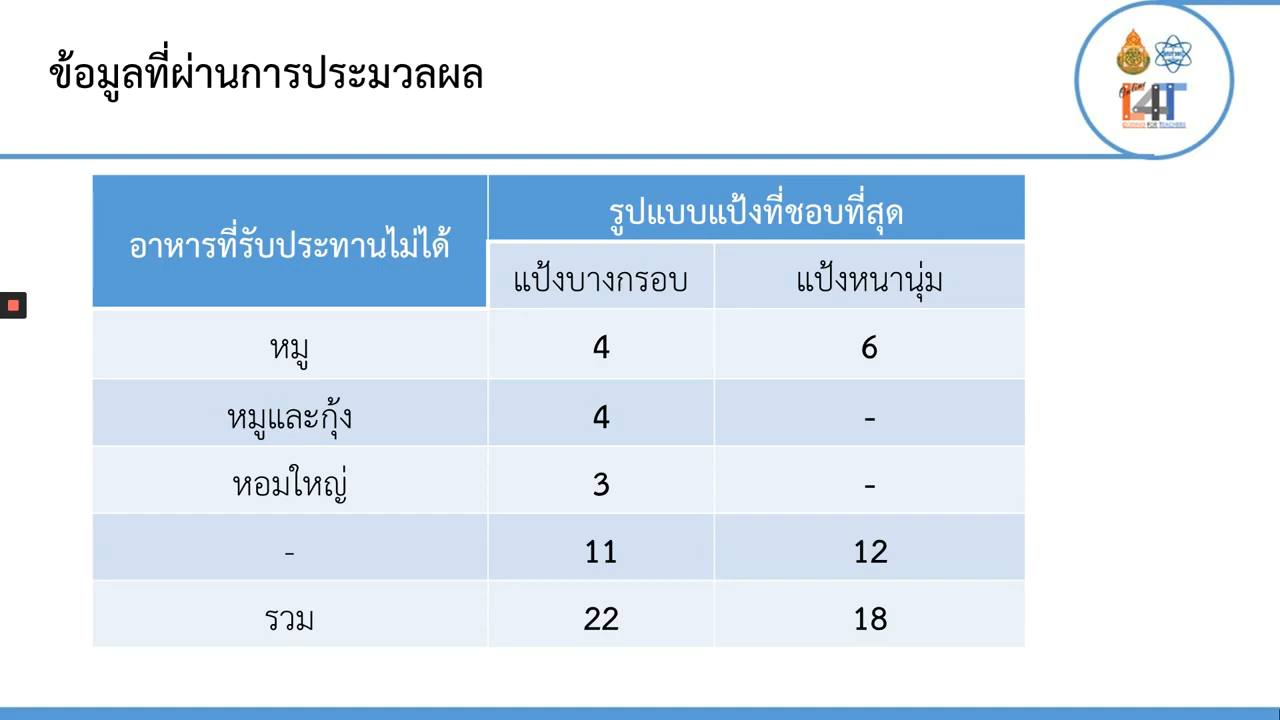 ข้อมูลที่ผ่านการประมวลผล
Online!
C4T
CODING FOR TEACHERS
อาหารที่รับประทานไม่ได้
รูปแบบแป้งที่ชอบที่สุด
แป้งบางกรอบ
แป้งหนานุ่ม
หมู
4
6
หมูและกุ้ง
4
-
หอมใหญ่
3
-
-
11
12
รวม
22
18